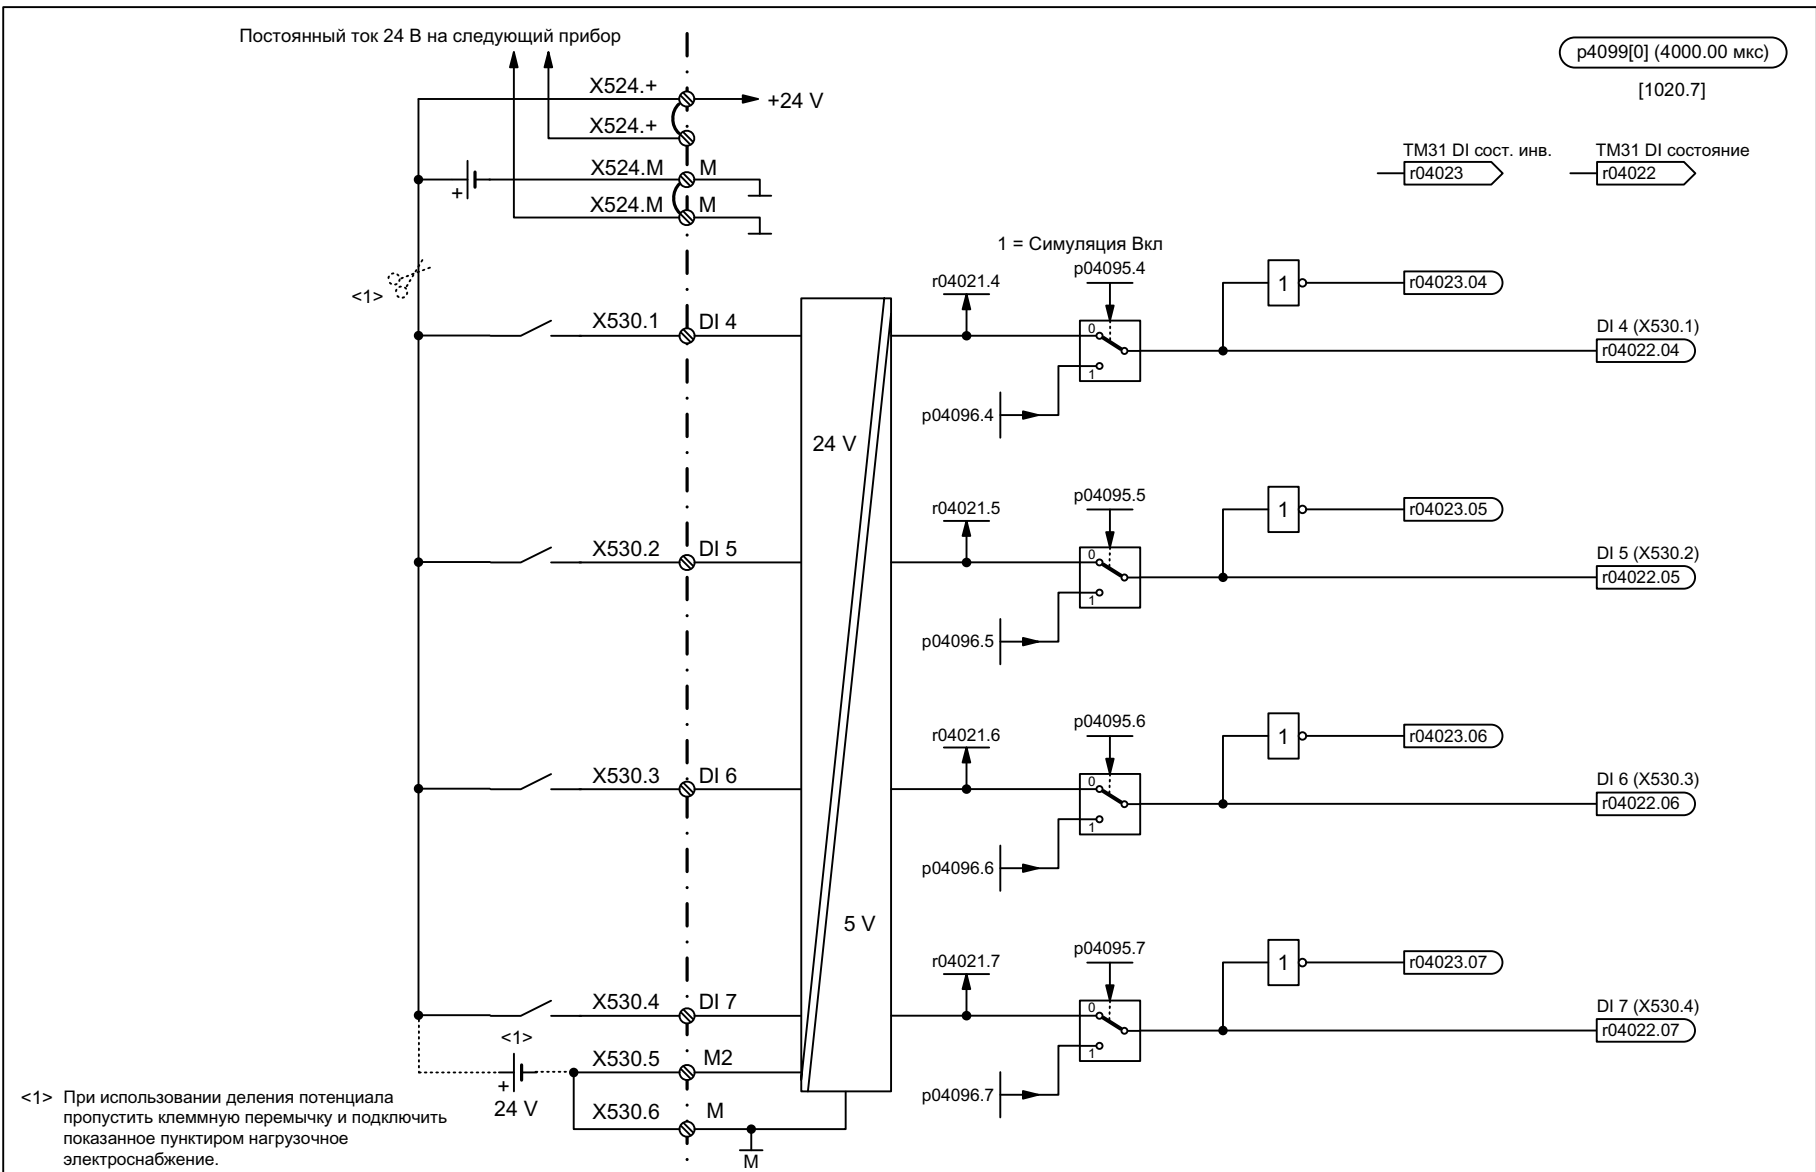 Постоянный ток 24 В на следующий прибор
p4099[0] (4000.00 мкс)
[1020.7]
X524.+
+24 V
X524.+
X524.M
M
+
X524.M
M
TM31 DI сост. инв.
r04023
TM31 DI состояние
r04022
<1>
1 = Симуляция Вкл
p04095.4
r04021.4
1
r04023.04
X530.1
DI 4
0
1
DI 4 (X530.1)
r04022.04
p04096.4
24 V
p04095.5
r04021.5
1
r04023.05
X530.2
DI 5
0
1
DI 5 (X530.2)
r04022.05
p04096.5
p04095.6
r04021.6
1
r04023.06
X530.3
DI 6
0
1
DI 6 (X530.3)
r04022.06
p04096.6
5 V
p04095.7
r04021.7
1
r04023.07
X530.4
DI 7
0
1
DI 7 (X530.4)
r04022.07
p04096.7
<1>
+
24 V
X530.5
M2
X530.6
M
M
<1> При использовании деления потенциала
пропустить клеммную перемычку и подключить
показанное пунктиром нагрузочное
электроснабжение.